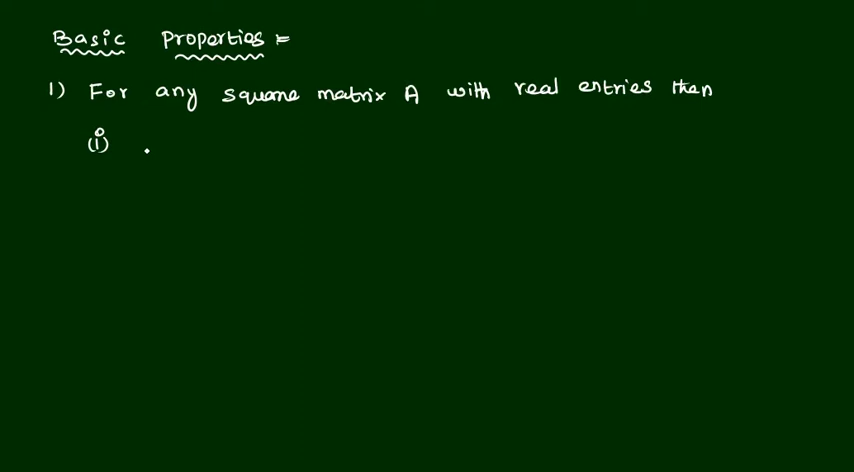 Basic Properties =
1) For any square matrix A with real entries then
(i) .